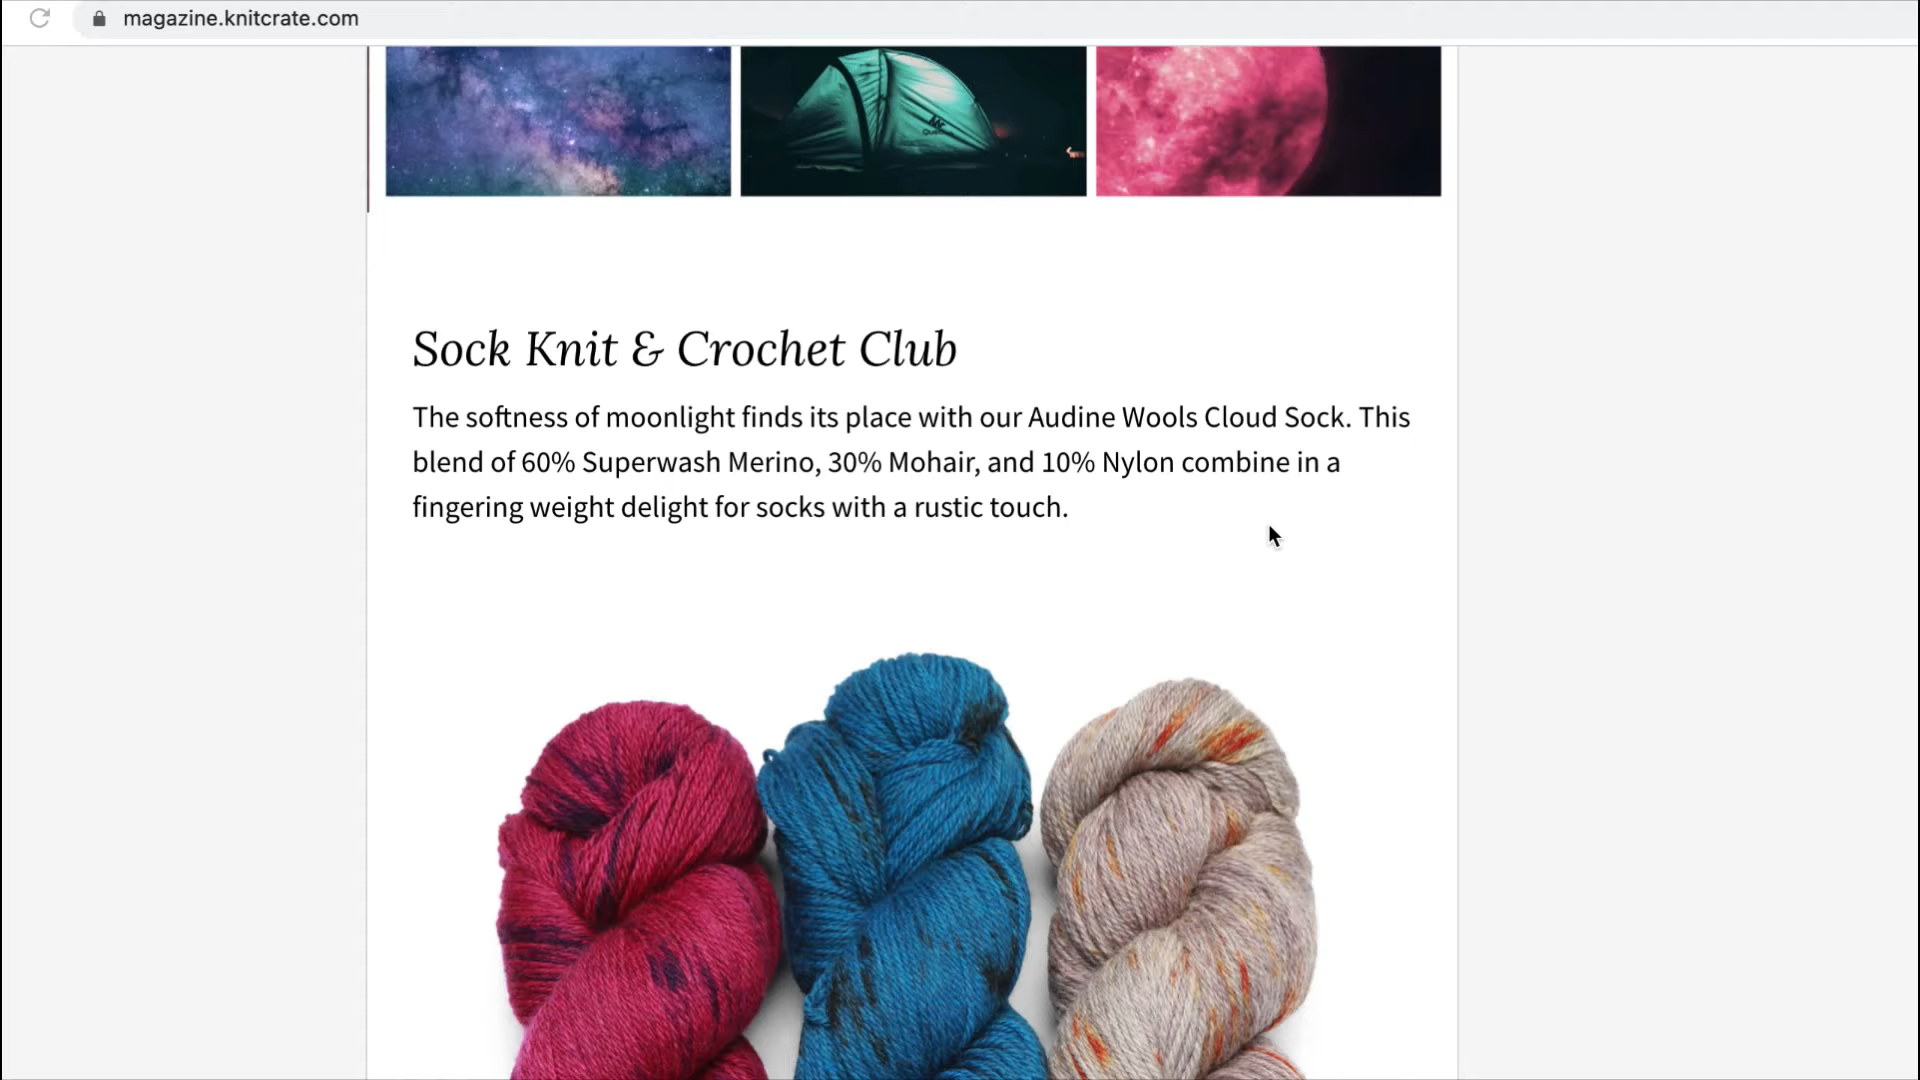 magazine.knitcrate.com
Sock Knit & Crochet Club
The softness of moonlight finds its place with our Audine Wools Cloud Sock. This
blend of 60% Superwash Merino, 30% Mohair, and 10% Nylon combine in a
fingering weight delight for socks with a rustic touch.